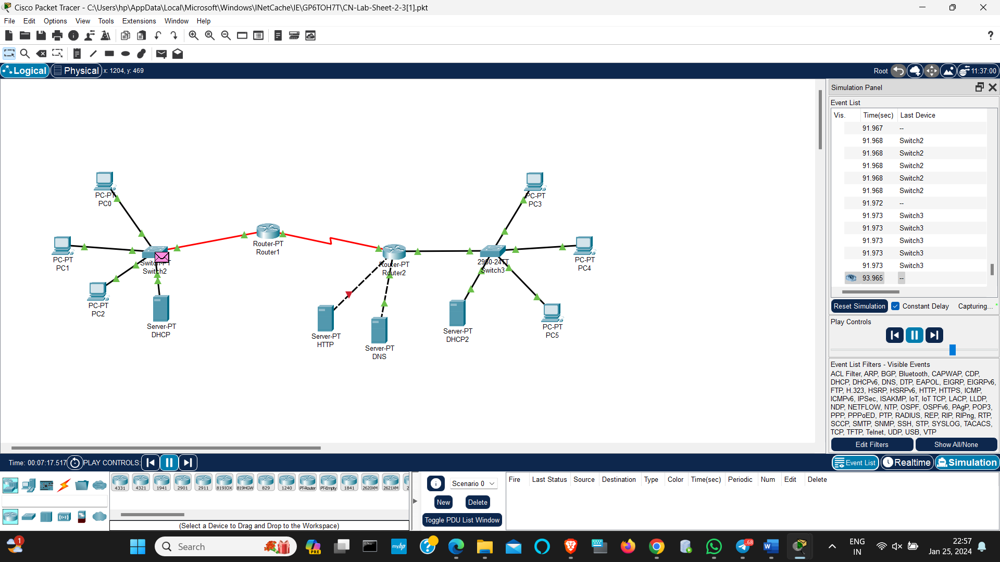 Cisco Packet Tracer - C:\Users\hp\AppData\Local\Microsoft\Windows\INetCache\IE\GP6TOH7T\CN-Lab-Sheet-2-3[1].pkt
File Edit Options View Tools Extensions Window Help
?
Logical Physical x: 1204, y: 469
Root 11:37:00
Simulation Panel
Event List
Vis. Time(sec) Last Device
91.967 --
91.968 Switch2
91.968 Switch2
91.968 Switch2
91.968 Switch2
91.968 Switch2
91.972 --
91.973 Switch3
91.973 Switch3
91.973 Switch3
91.973 Switch3
91.973 Switch3
93.965 --
Reset Simulation Constant Delay Capturing...
Play Controls
Event List Filters - Visible Events
ACL Filter, ARP, BGP, Bluetooth, CAPWAP, CDP,
DHCP, DHCPv6, DNS, DTP, EAPOL, EIGRP, EIGRPv6,
FTP, H.323, HSRP, HSRPv6, HTTP, HTTPS, ICMP,
ICMPv6, IPSec, ISAKMP, IoT, IoT TCP, LACP, LLDP,
NDP, NETFLOW, NTP, OSPF, OSPFv6, PAgP, POP3,
PPP, PPPoED, PTP, RADIUS, REP, RIP, RIPng, RTP,
SCCP, SMTP, SNMP, SSH, STP, SYSLOG, TACACS,
TCP, TFTP, Telnet, UDP, USB, VTP
Edit Filters Show All/None
PC-PT
PC0
PC-PT
PC1
PC-PT
PC2
Switch-PT
Switch2
Server-PT
DHCP
Router-PT
Router1
Router-PT
Router2
Server-PT
HTTP
Server-PT
DNS
2960-24TT
Switch3
Server-PT
DHCP2
PC-PT
PC3
PC-PT
PC4
PC-PT
PC5
Time: 00:07:17.517 PLAY CONTROLS:
Event List Realtime Simulation
4331 4321 1941 2901 2911 819IOX 819HGW 829 1240 PT-Router PT-Empty 1841 2620XM 2621XM 2
(Select a Device to Drag and Drop to the Workspace)
Scenario 0
New Delete
Toggle PDU List Window
Fire Last Status Source Destination Type Color Time(sec) Periodic Num Edit Delete
1
Search
PRE
myhp
?
.68
W
ENG
IN
22:57
Jan 25, 2024